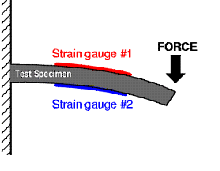 Strain gauge #1
FORCE
Test Specimen
Strain gauge #2